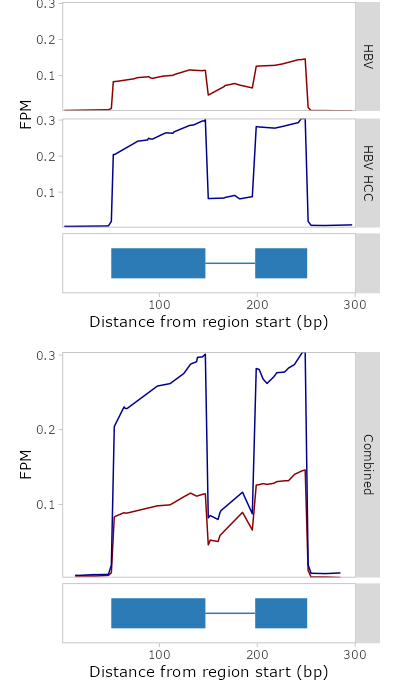 0.3
0.2
0.1
HBV
FPM
0.3
0.2
0.1
HBV HCC
100
200
300
Distance from region start (bp)
0.3
0.2
0.1
FPM
Combined
100
200
300
Distance from region start (bp)